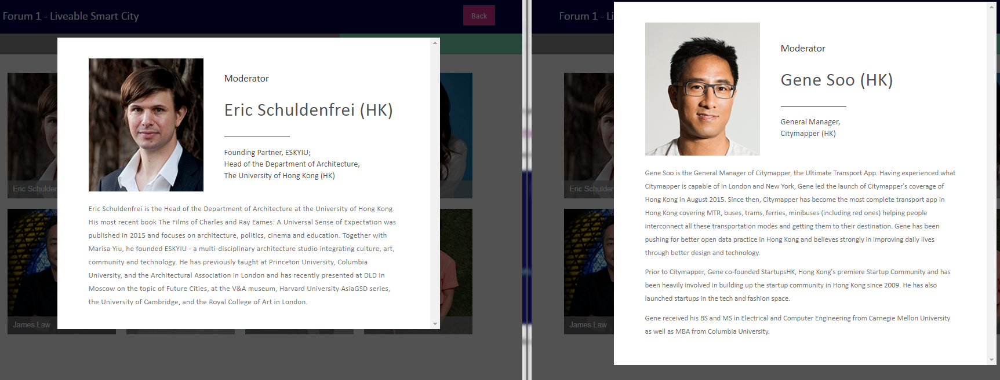 Forum 1 - Liveable Smart City
Back
Moderator
Eric Schuldenfrei (HK)
Founding Partner, ESKYIU;
Head of the Department of Architecture,
The University of Hong Kong (HK)
Eric Schuldenfrei is the Head of the Department of Architecture at the University of Hong Kong.
His most recent book The Films of Charles and Ray Eames: A Universal Sense of Expectation was
published in 2015 and focuses on architecture, politics, cinema and education. Together with
Marisa Yiu, he founded ESKYIU - a multi-disciplinary architecture studio integrating culture, art,
community and technology. He has previously taught at Princeton University, Columbia
University, and the Architectural Association in London and has recently presented at DLD in
Moscow on the topic of Future Cities, at the V&A museum, Harvard University AsiaGSD series,
the University of Cambridge, and the Royal College of Art in London.
Eric Schulder
James Law
Forum 1 - Li
Moderator
Gene Soo (HK)
General Manager,
Citymapper (HK)
Gene Soo is the General Manager of Citymapper, the Ultimate Transport App. Having experienced what
Citymapper is capable of in London and New York, Gene led the launch of Citymapper's coverage of
Hong Kong in August 2015. Since then, Citymapper has become the most complete transport app in
Hong Kong covering MTR, buses, trams, ferries, minibuses (including red ones) helping people
interconnect all these transportation modes and getting them to their destination. Gene has been
pushing for better open data practice in Hong Kong and believes strongly in improving daily lives
through better design and technology.
Prior to Citymapper, Gene co-founded StartupsHK, Hong Kong's premiere Startup Community and has
been heavily involved in building up the startup community in Hong Kong since 2009. He has also
launched startups in the tech and fashion space.
Gene received his BS and MS in Electrical and Computer Engineering from Carnegie Mellon University
as well as MBA from Columbia University.
Eric Schulder
James Law